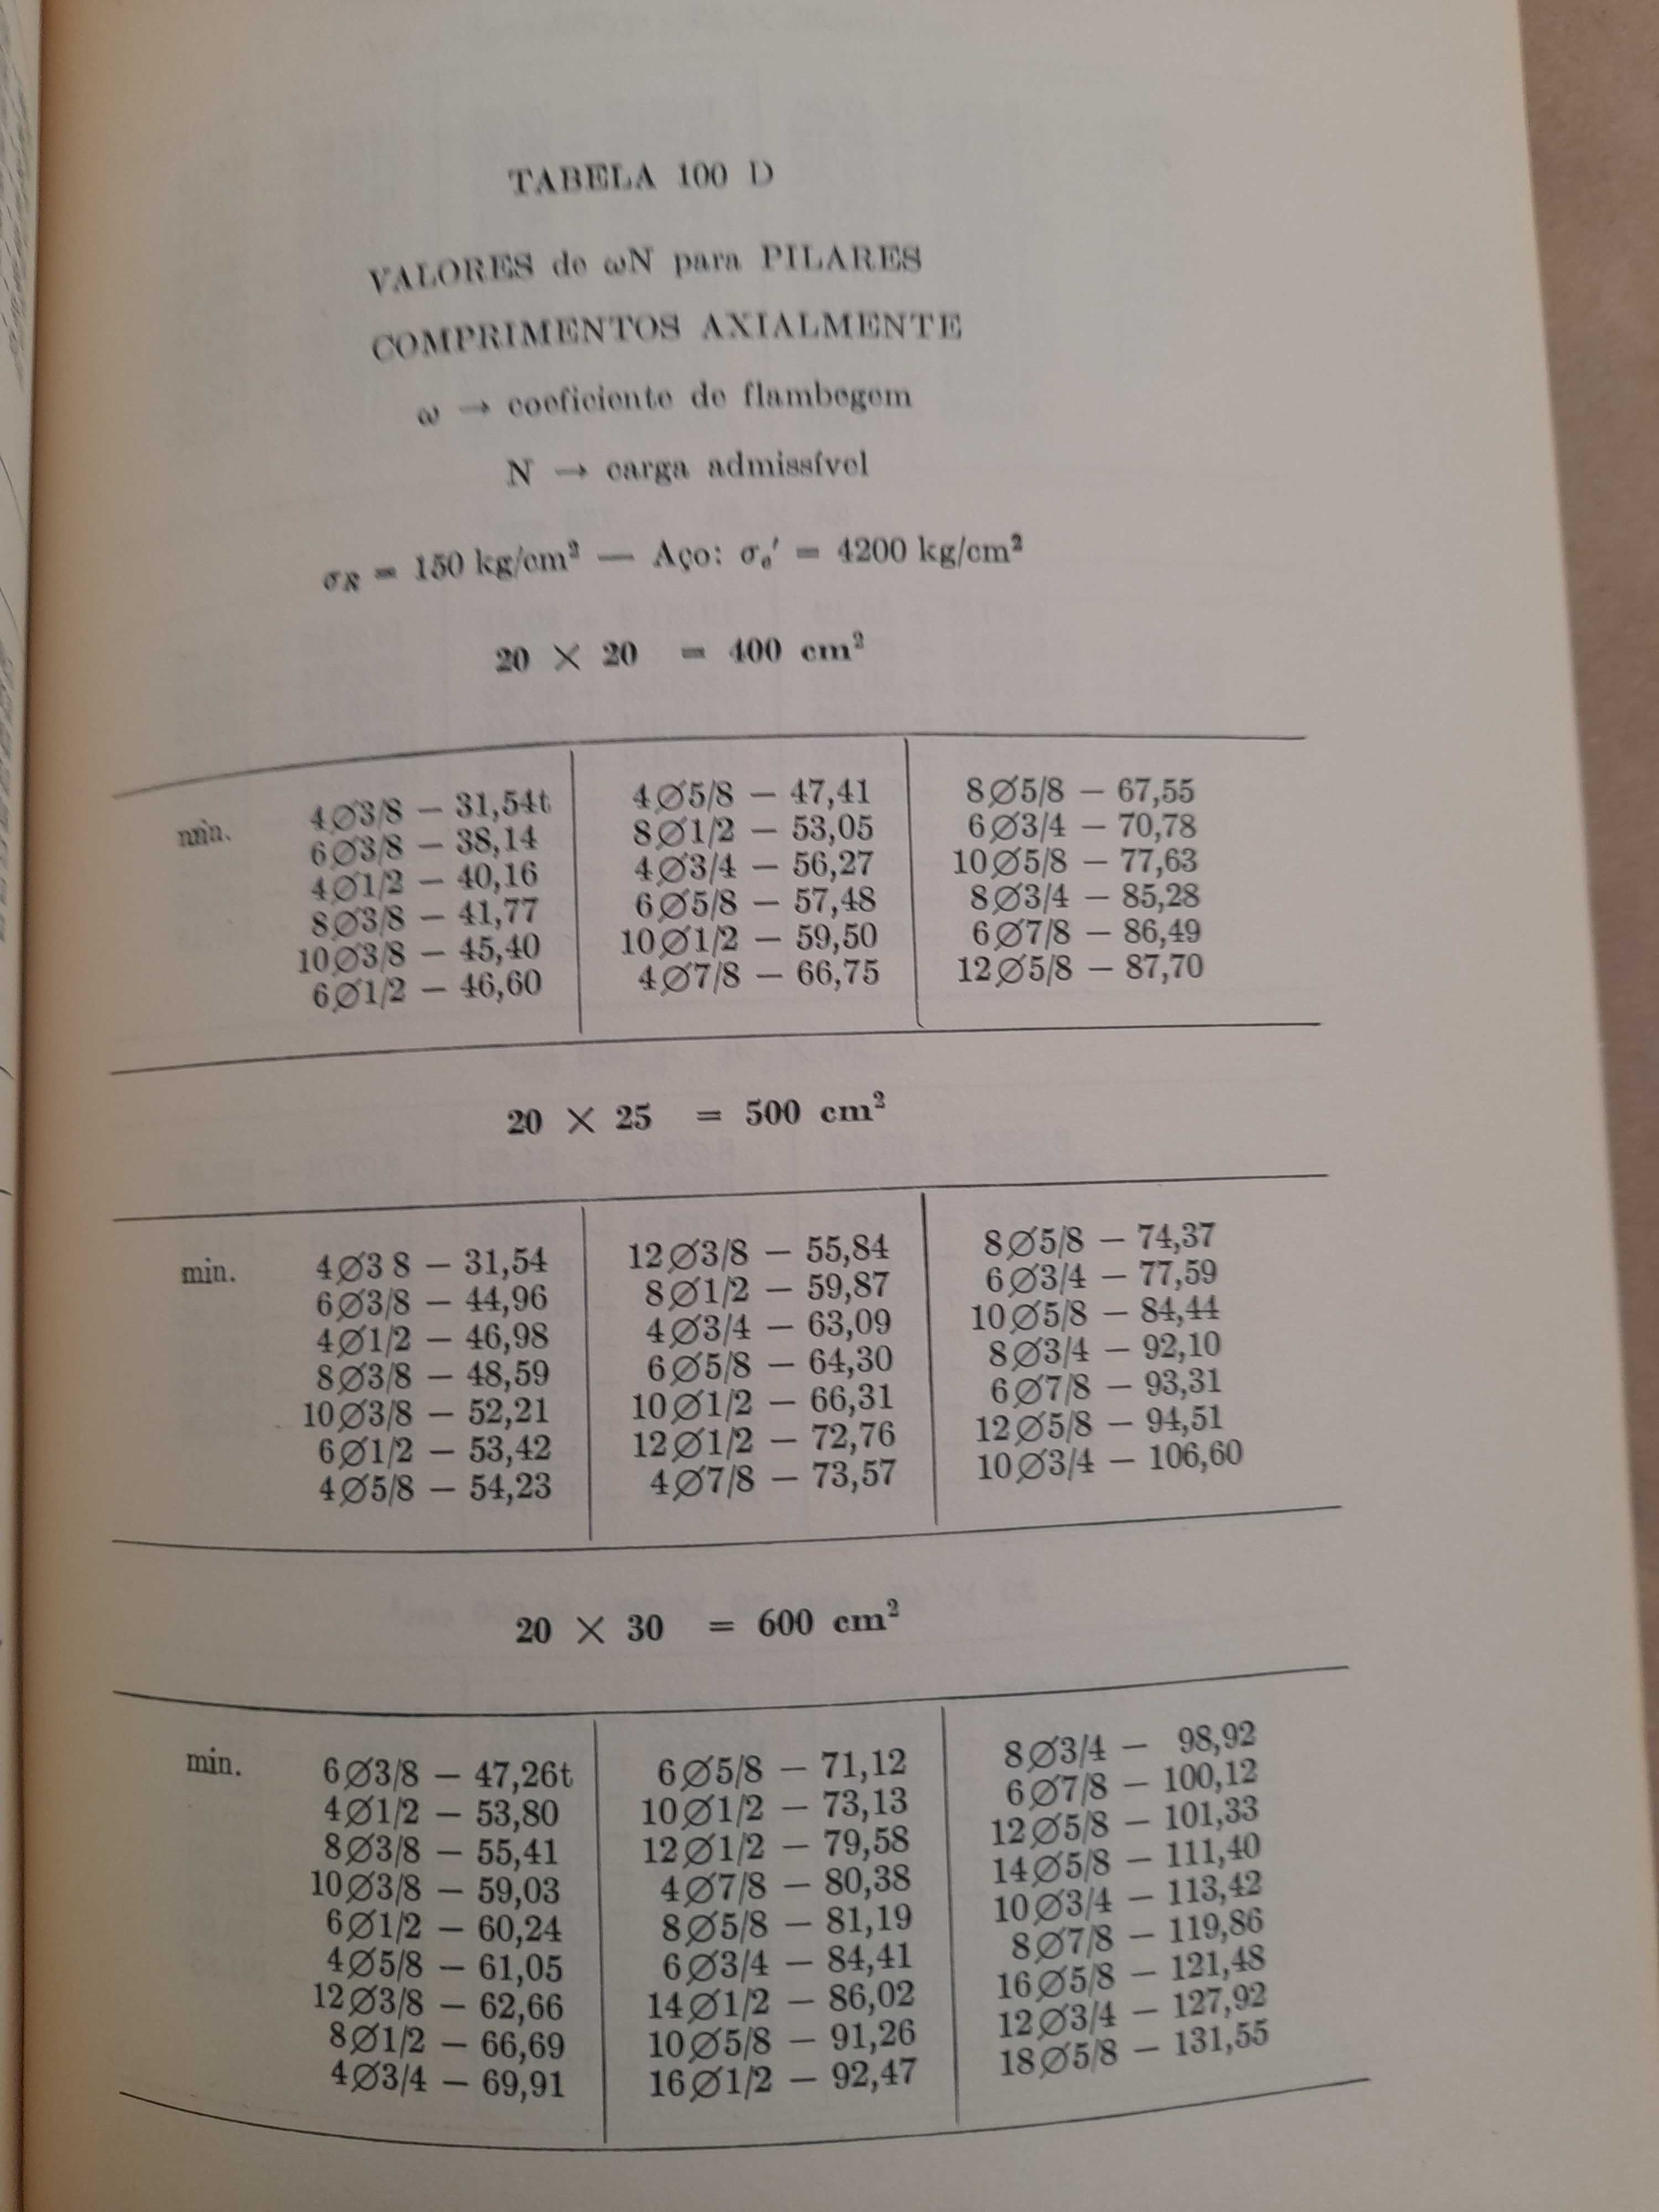 TABELA 100 D
VALORES de ωN para PILARES
COMPRIMENTOS AXIALMENTE
ω → coeficiente de flambegem
N → carga admissível
σR = 150 kg/cm² — Aço: σe′ = 4200 kg/cm²
20 × 20 = 400 cm²
min. 4∅3/8 — 31,54t 4∅5/8 — 47,41 8∅5/8 — 67,55
6∅3/8 — 38,14 8∅1/2 — 53,05 6∅3/4 — 70,78
4∅1/2 — 40,16 4∅3/4 — 56,27 10∅5/8 — 77,63
8∅3/8 — 41,77 6∅5/8 — 57,48 8∅3/4 — 85,28
10∅3/8 — 45,40 10∅1/2 — 59,50 6∅7/8 — 86,49
6∅1/2 — 46,60 4∅7/8 — 66,75 12∅5/8 — 87,70
20 × 25 = 500 cm²
min. 4∅3 8 — 31,54 12∅3/8 — 55,84 8∅5/8 — 74,37
6∅3/8 — 44,96 8∅1/2 — 59,87 6∅3/4 — 77,59
4∅1/2 — 46,98 4∅3/4 — 63,09 10∅5/8 — 84,44
8∅3/8 — 48,59 6∅5/8 — 64,30 8∅3/4 — 92,10
10∅3/8 — 52,21 10∅1/2 — 66,31 6∅7/8 — 93,31
6∅1/2 — 53,42 12∅1/2 — 72,76 12∅5/8 — 94,51
4∅5/8 — 54,23 4∅7/8 — 73,57 10∅3/4 — 106,60
20 × 30 = 600 cm²
min. 6∅3/8 — 47,26t 6∅5/8 — 71,12 8∅3/4 — 98,92
4∅1/2 — 53,80 10∅1/2 — 73,13 6∅7/8 — 100,12
8∅3/8 — 55,41 12∅1/2 — 79,58 12∅5/8 — 101,33
10∅3/8 — 59,03 4∅7/8 — 80,38 14∅5/8 — 111,40
6∅1/2 — 60,24 8∅5/8 — 81,19 10∅3/4 — 113,42
4∅5/8 — 61,05 6∅3/4 — 84,41 8∅7/8 — 119,86
12∅3/8 — 62,66 14∅1/2 — 86,02 16∅5/8 — 121,48
8∅1/2 — 66,69 10∅5/8 — 91,26 12∅3/4 — 127,92
4∅3/4 — 69,91 16∅1/2 — 92,47 18∅5/8 — 131,55